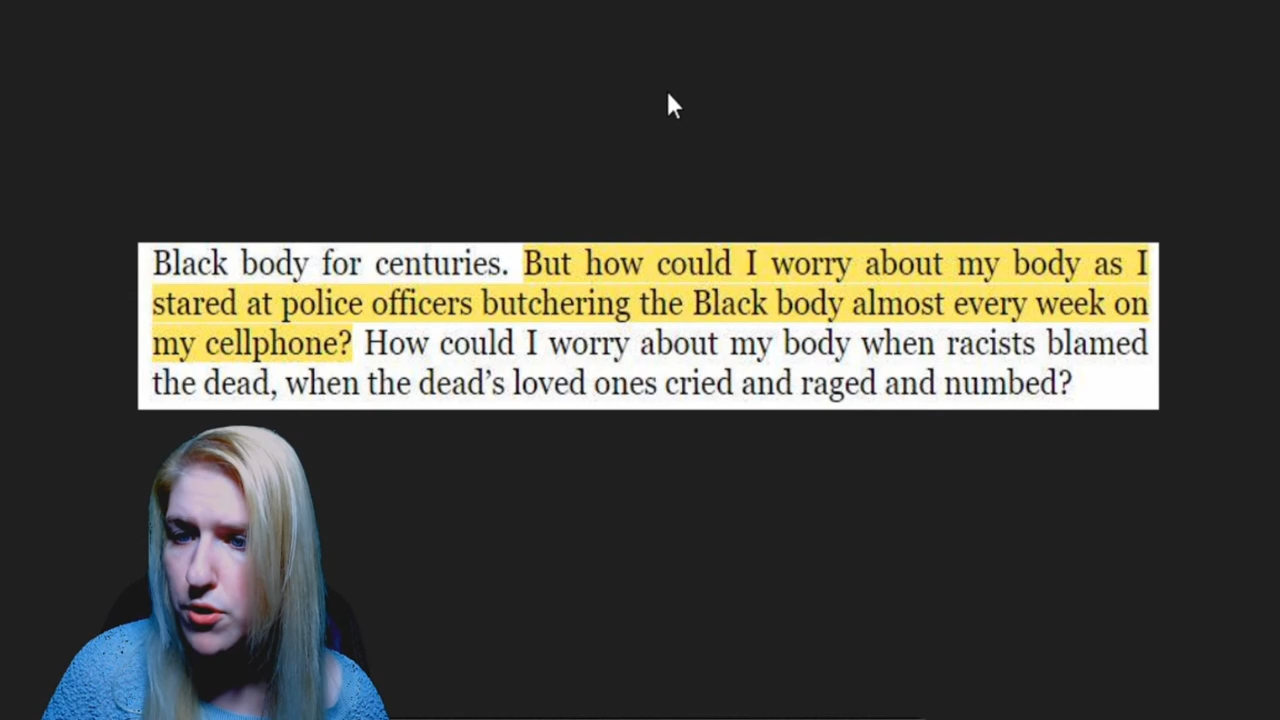 Black body for centuries. But how could I worry about my body as I
stared at police officers butchering the Black body almost every week on
my cellphone? How could I worry about my body when racists blamed
the dead, when the dead’s loved ones cried and raged and numbed?